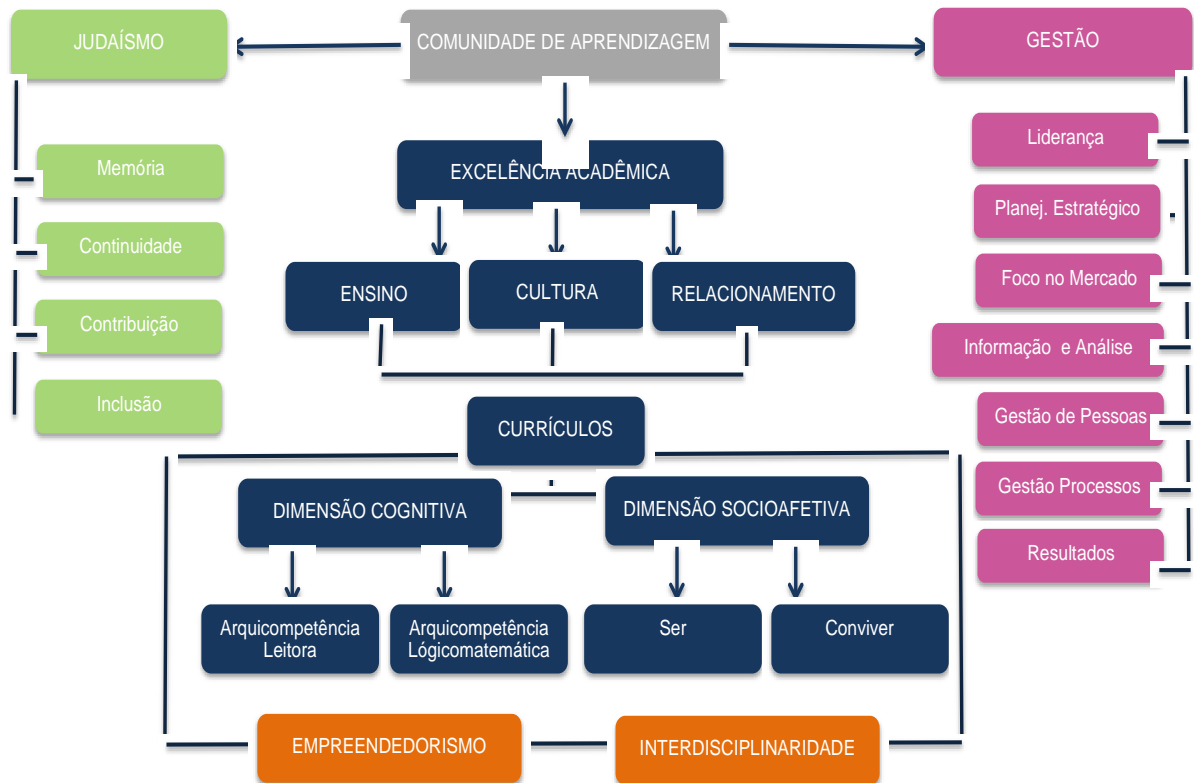 JUDAÍSMO
COMUNIDADE DE APRENDIZAGEM
GESTÃO
Memória
Continuidade
Contribuição
Inclusão
EXCELÊNCIA ACADÊMICA
ENSINO
CULTURA
RELACIONAMENTO
CURRÍCULOS
DIMENSÃO COGNITIVA
DIMENSÃO SOCIOAFETIVA
Arquicompetência
Leitora
Arquicompetência
Lógicomatemática
Ser
Conviver
EMPREENDEDORISMO
INTERDISCIPLINARIDADE
Liderança
Planej. Estratégico
Foco no Mercado
Informação e Análise
Gestão de Pessoas
Gestão Processos
Resultados